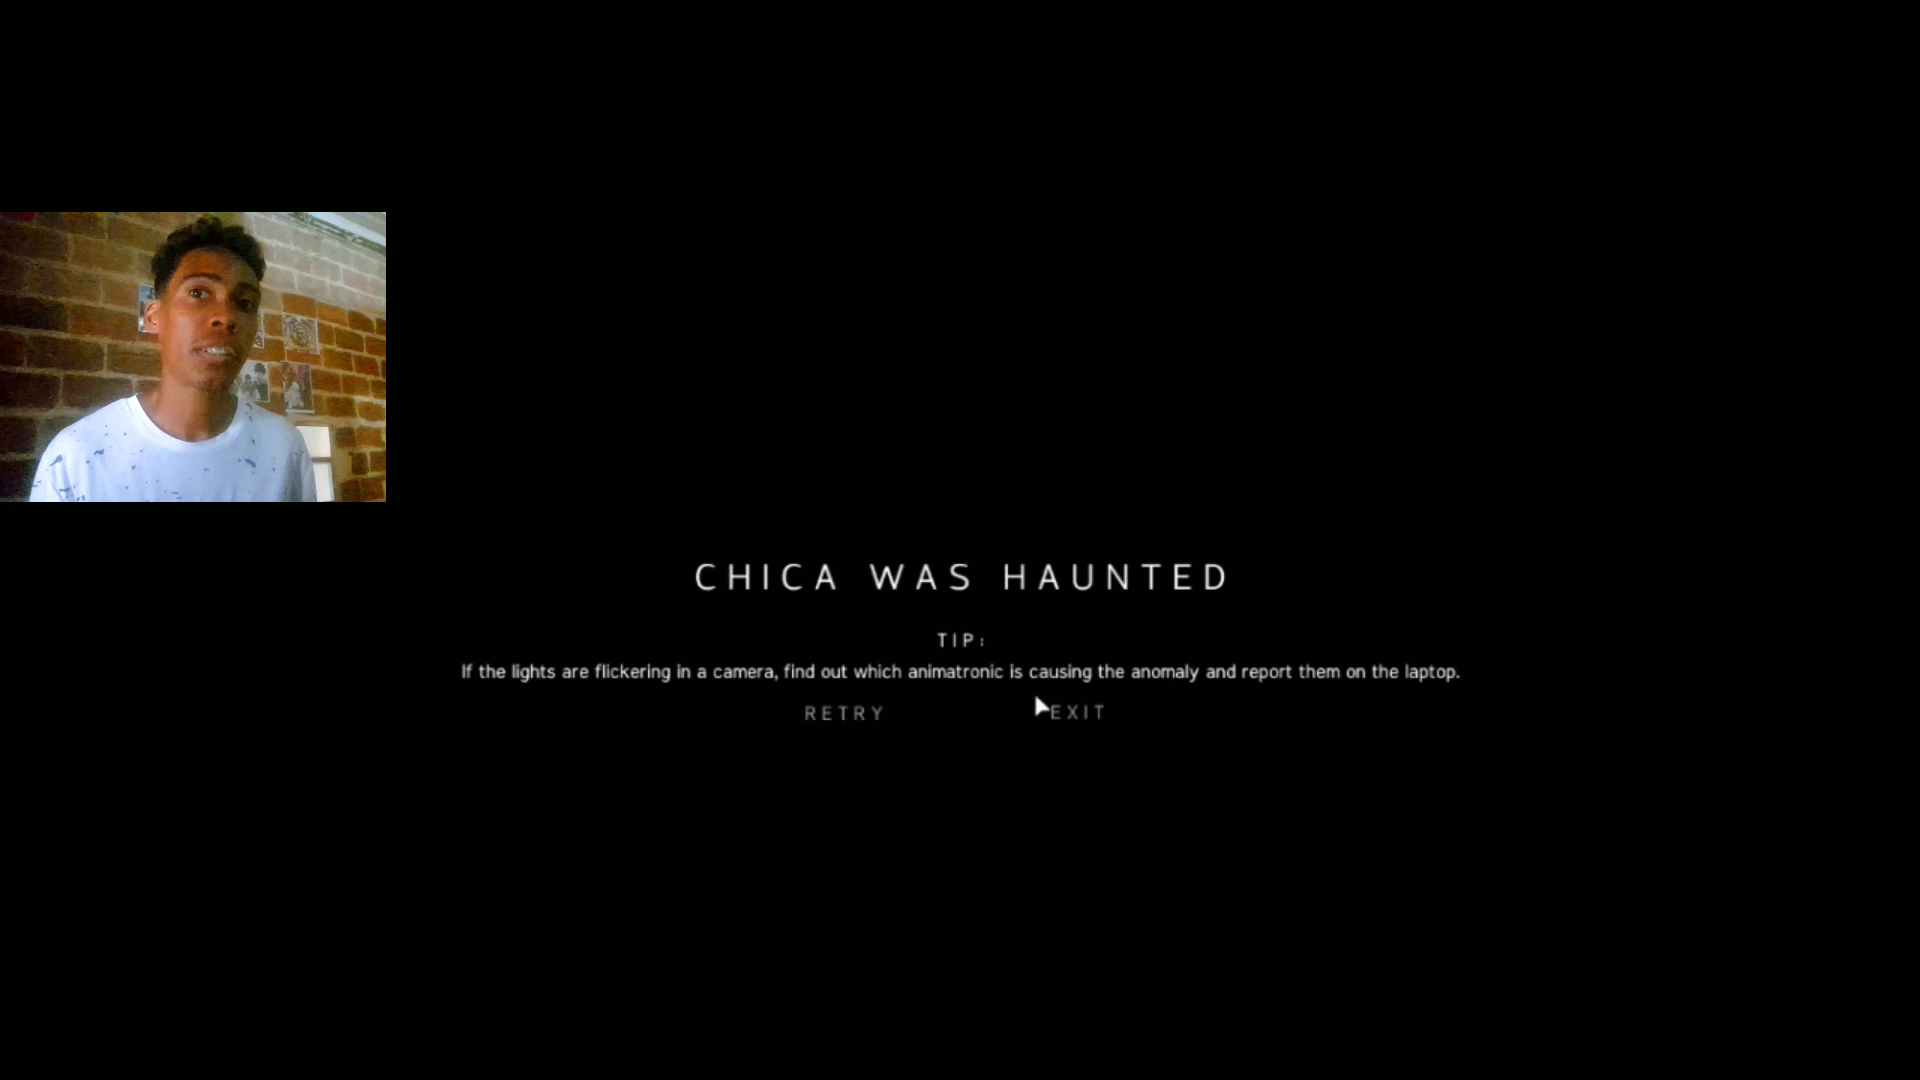 CHICA WAS HAUNTED
TIP:
If the lights are flickering in a camera, find out which animatronic is causing the anomaly and report them on the laptop.
RETRY EXIT